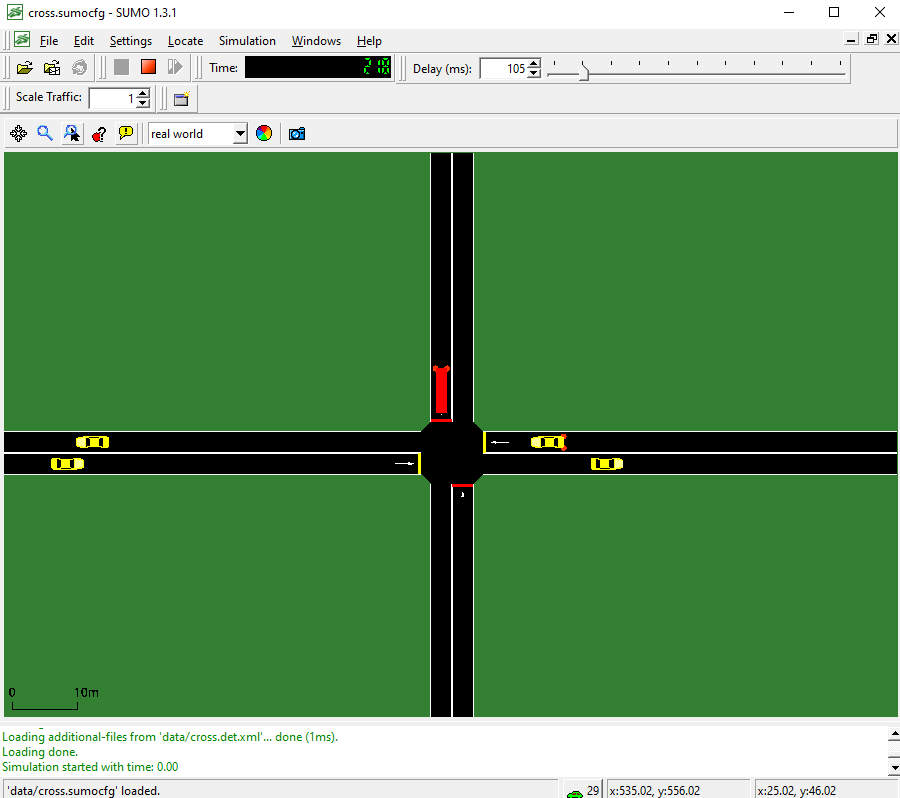 cross.sumocfg - SUMO 1.3.1
File Edit Settings Locate Simulation Windows Help
Time: 218 Delay (ms): 105
Scale Traffic: 1
real world
0 10m
Loading additional-files from 'data/cross.det.xml'... done (1ms).
Loading done.
Simulation started with time: 0.00
'data/cross.sumocfg' loaded. 29 x:535.02, y:556.02 x:25.02, y:46.02